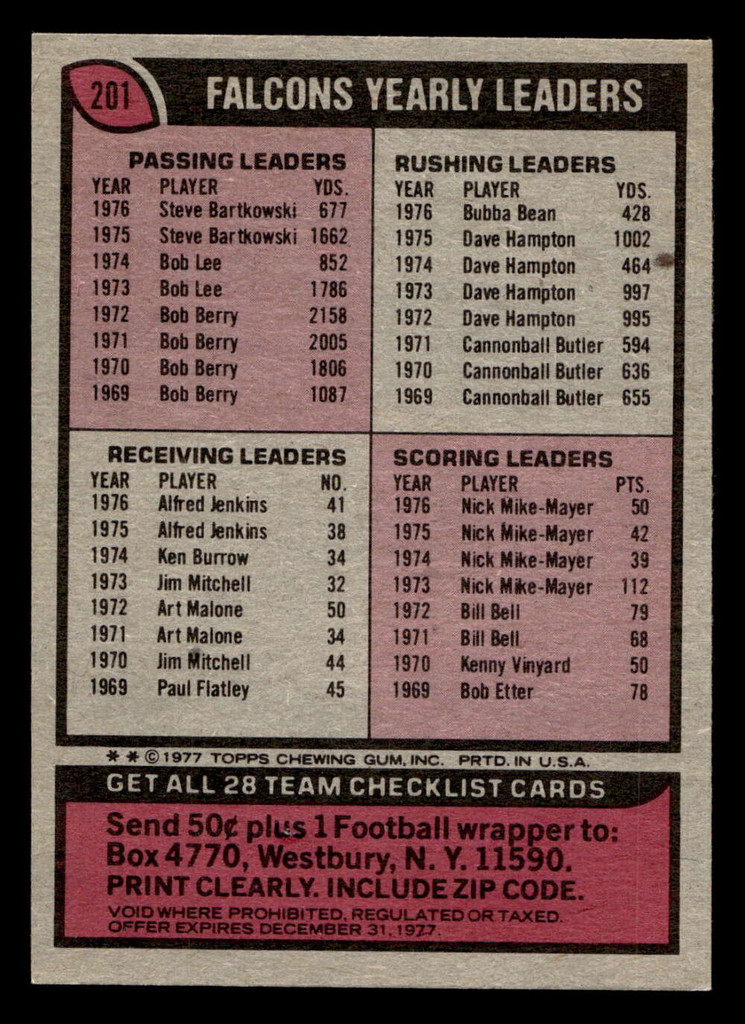 201 FALCONS YEARLY LEADERS
PASSING LEADERS
YEAR PLAYER YDS.
1976 Steve Bartkowski 677
1975 Steve Bartkowski 1662
1974 Bob Lee 852
1973 Bob Lee 1786
1972 Bob Berry 2158
1971 Bob Berry 2005
1970 Bob Berry 1806
1969 Bob Berry 1087
RUSHING LEADERS
YEAR PLAYER YDS.
1976 Bubba Bean 428
1975 Dave Hampton 1002
1974 Dave Hampton 464
1973 Dave Hampton 997
1972 Dave Hampton 995
1971 Cannonball Butler 594
1970 Cannonball Butler 636
1969 Cannonball Butler 655
RECEIVING LEADERS
YEAR PLAYER NO.
1976 Alfred Jenkins 41
1975 Alfred Jenkins 38
1974 Ken Burrow 34
1973 Jim Mitchell 32
1972 Art Malone 50
1971 Art Malone 34
1970 Jim Mitchell 44
1969 Paul Flatley 45
SCORING LEADERS
YEAR PLAYER PTS.
1976 Nick Mike-Mayer 50
1975 Nick Mike-Mayer 42
1974 Nick Mike-Mayer 39
1973 Nick Mike-Mayer 112
1972 Bill Bell 79
1971 Bill Bell 68
1970 Kenny Vinyard 50
1969 Bob Etter 78
* * © 1977 TOPPS CHEWING GUM, INC. PRTD. IN U.S.A.
GET ALL 28 TEAM CHECKLIST CARDS
Send 50¢ plus 1 Football wrapper to:
Box 4770, Westbury, N. Y. 11590.
PRINT CLEARLY. INCLUDE ZIP CODE.
VOID WHERE PROHIBITED, REGULATED OR TAXED.
OFFER EXPIRES DECEMBER 31, 1977.